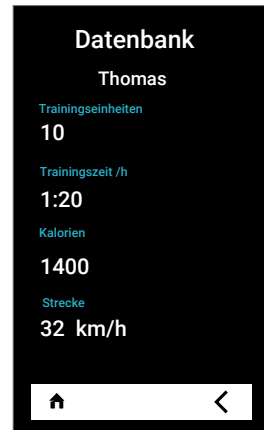 Datenbank
Thomas
Trainingseinheiten
10
Trainingszeit /h
1:20
Kalorien
1400
Strecke
32 km/h